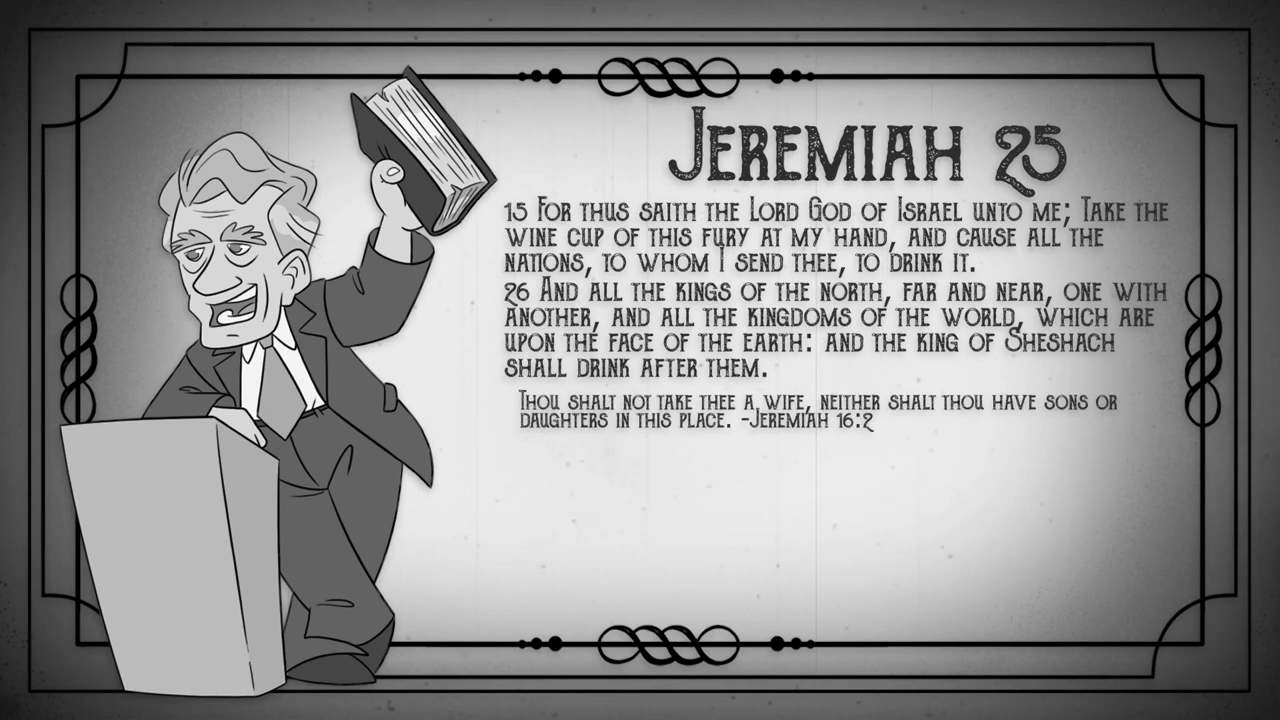 Jeremiah 25
15 For thus saith the Lord God of Israel unto me; Take the
wine cup of this fury at my hand, and cause all the
nations, to whom I send thee, to drink it.
26 And all the kings of the north, far and near, one with
another, and all the kingdoms of the world, which are
upon the face of the earth: and the king of Sheshach
shall drink after them.
Thou shalt not take thee a wife, neither shalt thou have sons or
daughters in this place. -Jeremiah 16:2